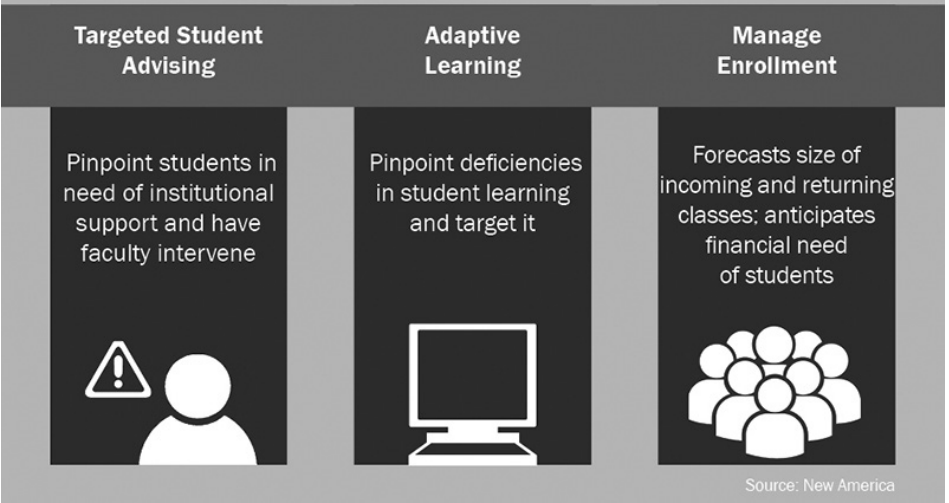 Targeted Student
Advising
Pinpoint students in
need of institutional
support and have
faculty intervene
Adaptive
Learning
Pinpoint deficiencies
in student learning
and target it
Manage
Enrollment
Forecasts size of
incoming and returning
classes; anticipates
financial need
of students
Source: New America